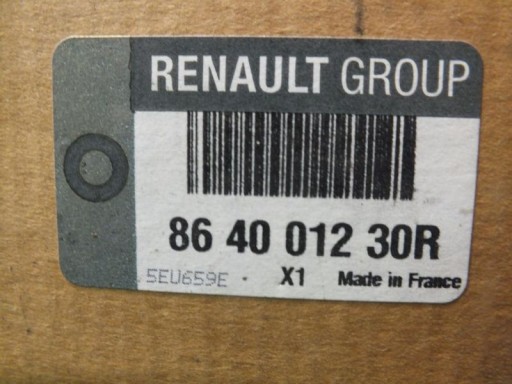 RENAULT GROUP
86 40 012 30R
5EU659E · X1 Made in France